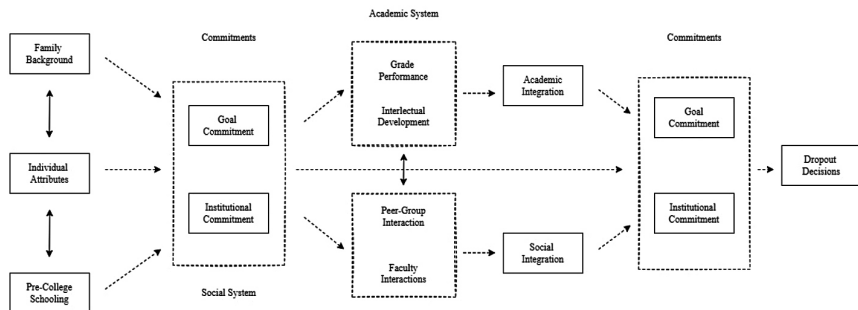 Academic System
Commitments
Commitments
Family
Background
Grade
Performance
Academic
Integration
Interlectual
Development
Goal
Commitment
Goal
Commitment
Individual
Attributes
Dropout
Decisions
Institutional
Commitment
Peer-Group
Interaction
Institutional
Commitment
Social
Integration
Faculty
Interactions
Pre-College
Schooling
Social System